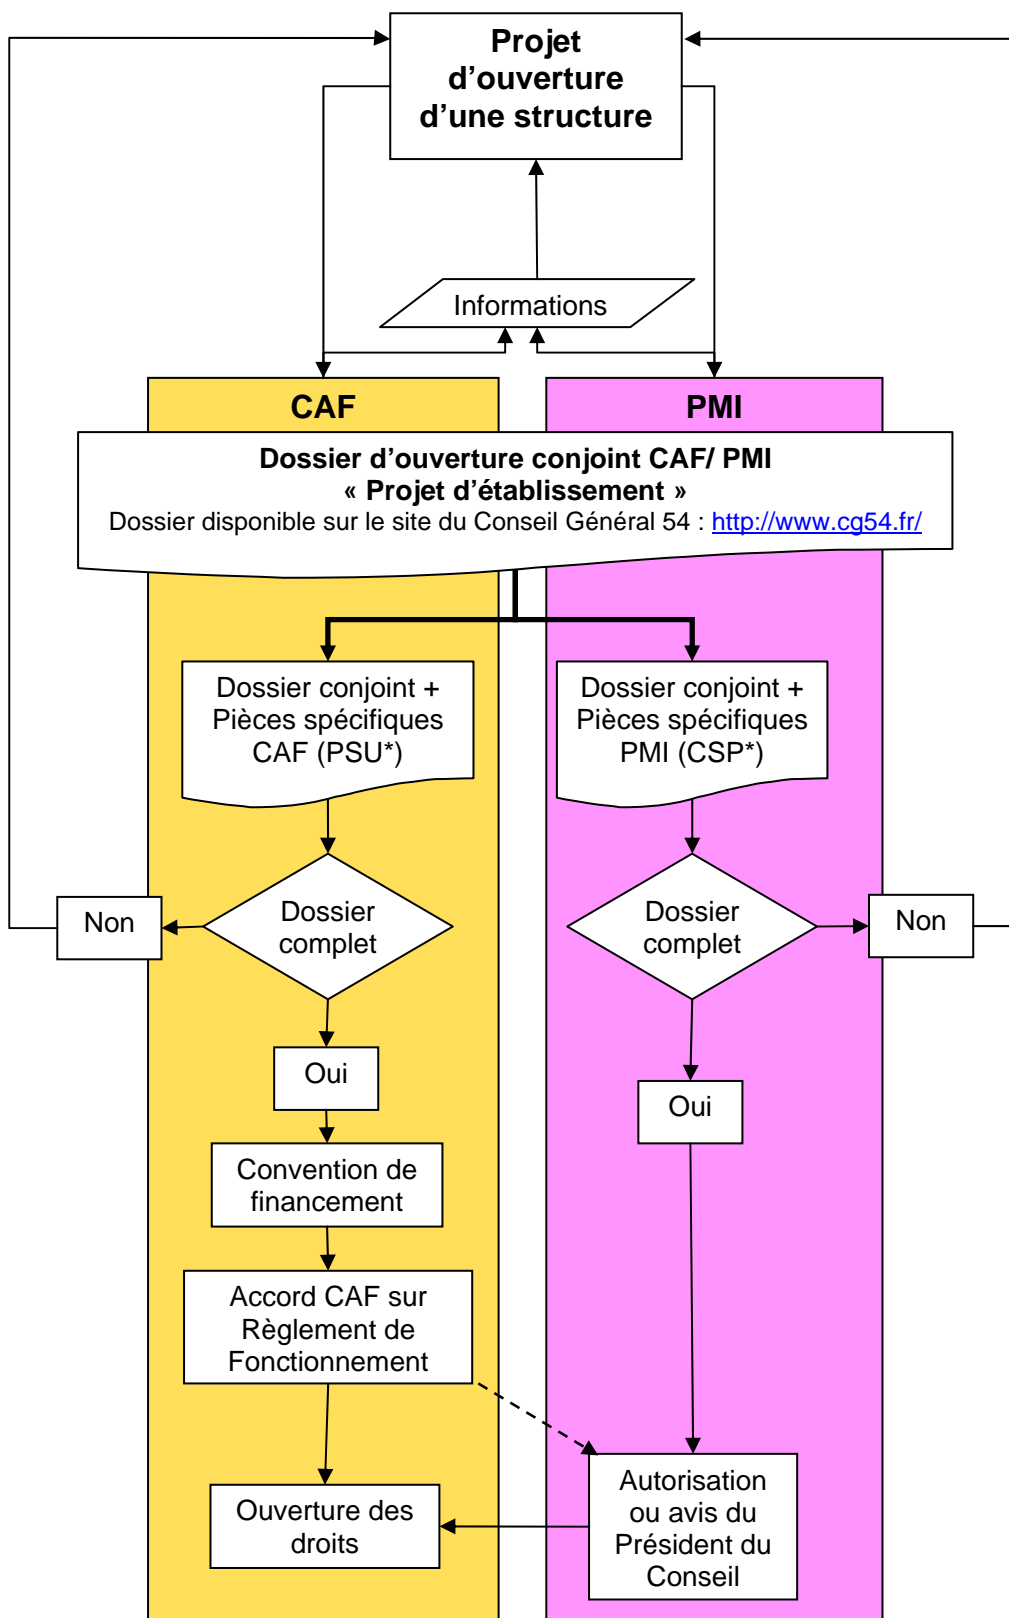 Projet
d'ouverture
d'une structure
Informations
CAF
PMI
Dossier d'ouverture conjoint CAF/ PMI
« Projet d'établissement »
Dossier disponible sur le site du Conseil Général 54 : http://www.cg54.fr/
Dossier conjoint +
Pièces spécifiques
CAF (PSU*)
Dossier conjoint +
Pièces spécifiques
PMI (CSP*)
Non
Dossier
complet
Dossier
complet
Non
Oui
Oui
Convention de
financement
Accord CAF sur
Règlement de
Fonctionnement
Ouverture des
droits
Autorisation
ou avis du
Président du
Conseil